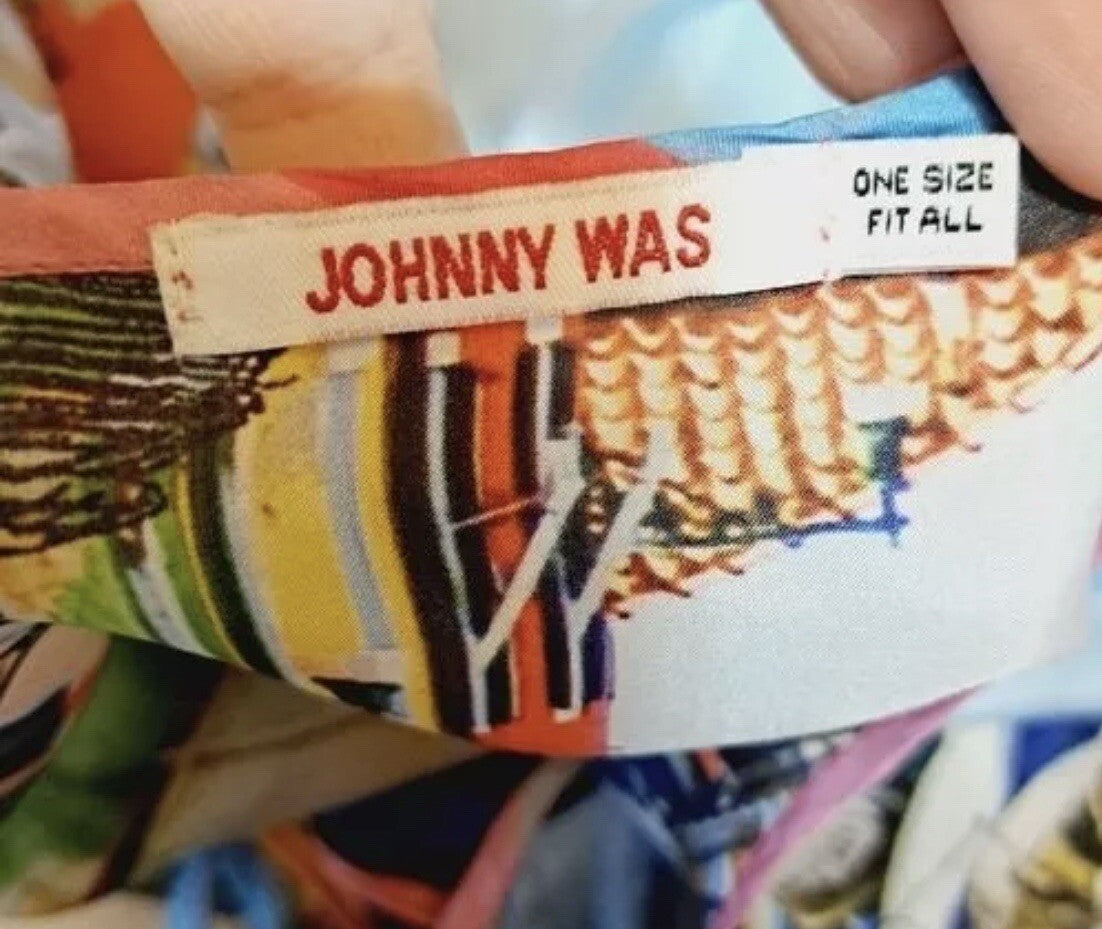 JOHNNY WAS
ONE SIZE
FIT ALL